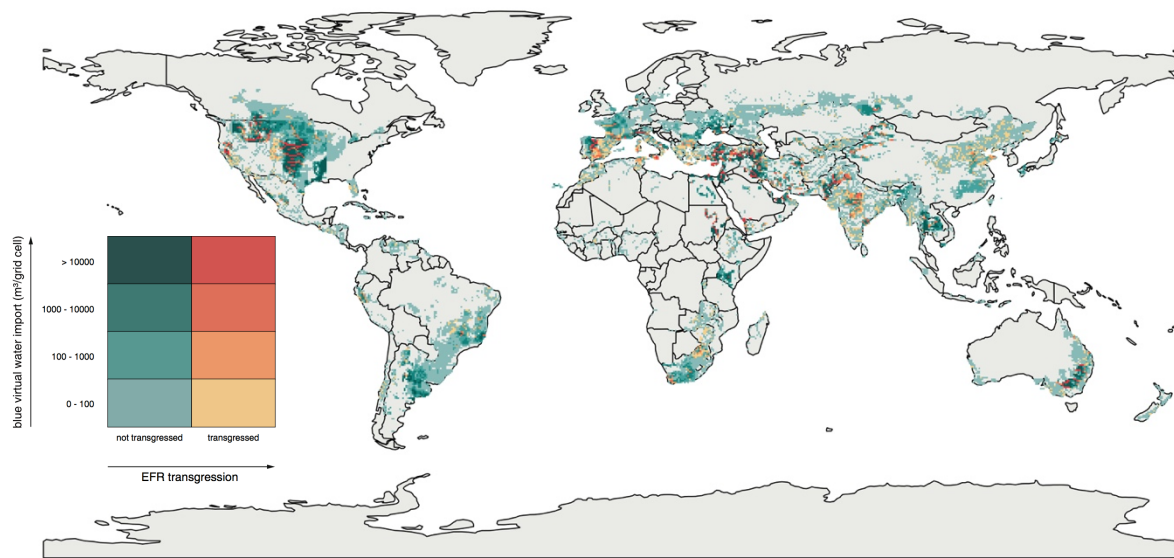 blue virtual water import (m³/grid cell)
> 10000
1000 - 10000
100 - 1000
0 - 100
not transgressed transgressed
EFR transgression